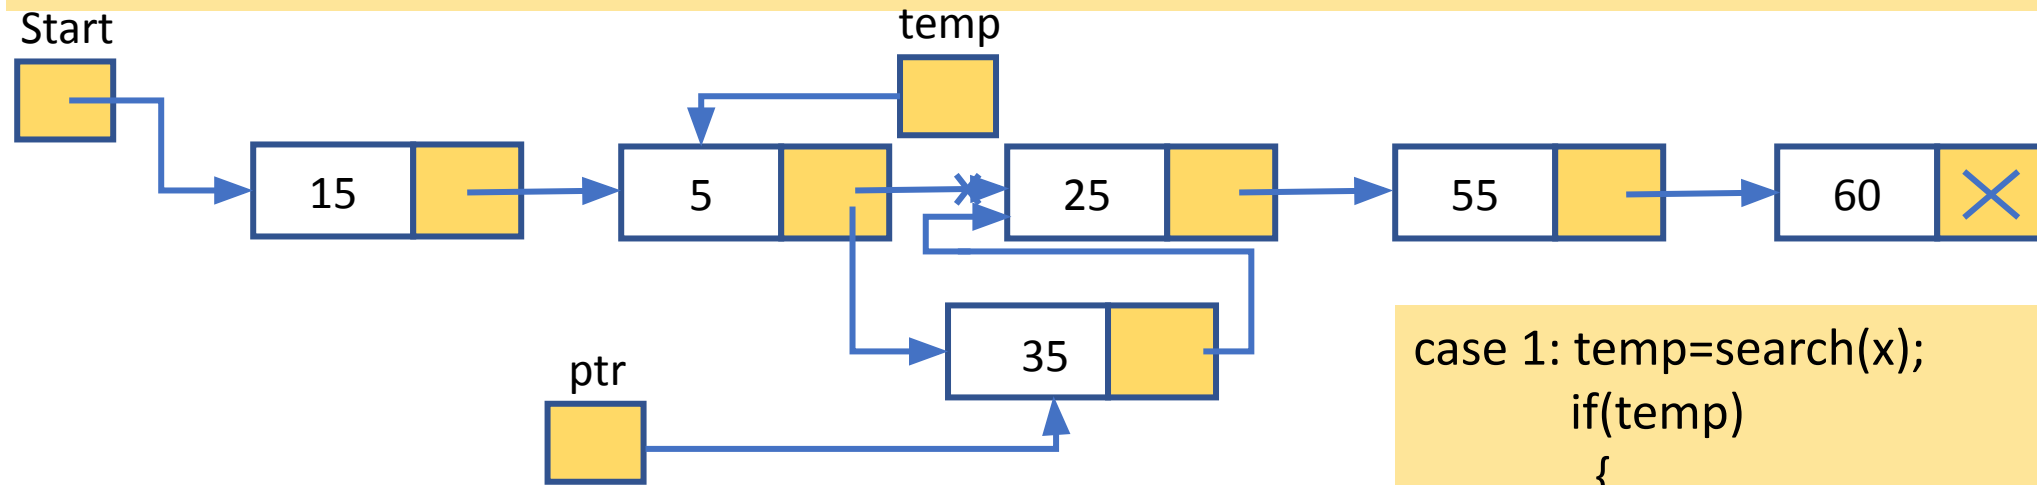 Start
temp
15
5
25
55
60
35
ptr
case 1: temp=search(x);
if(temp)
{